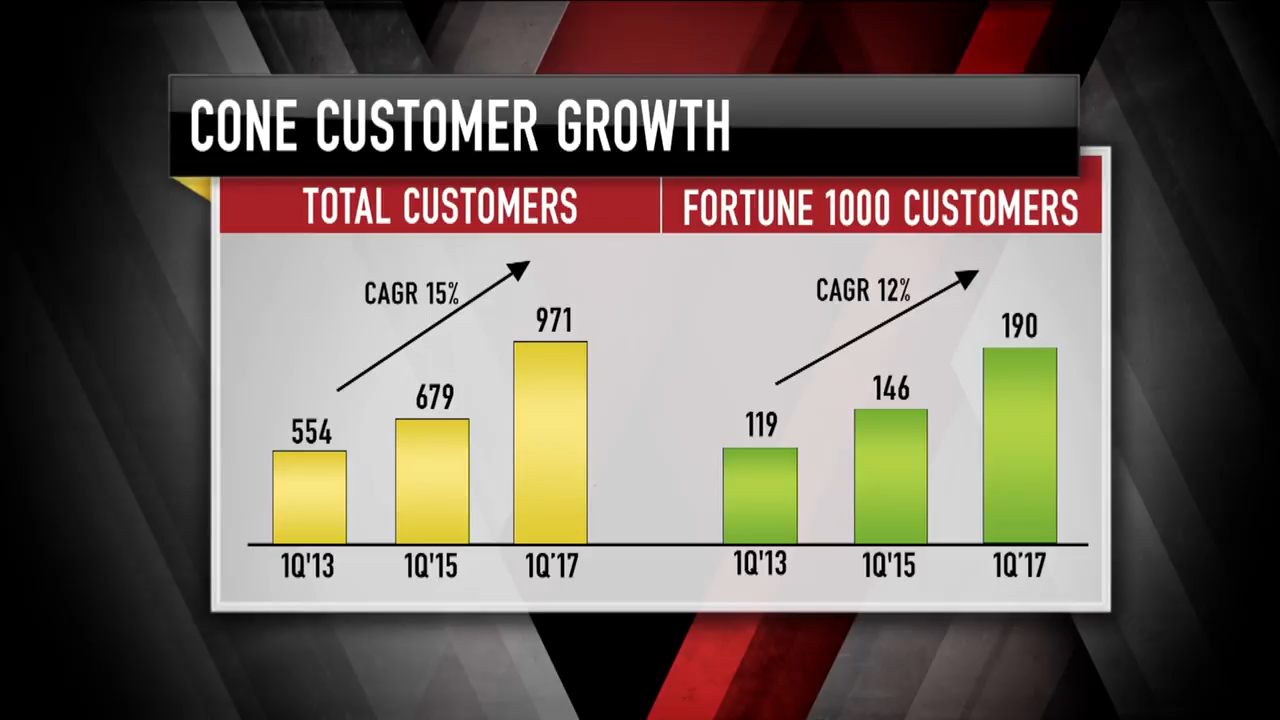 CONE CUSTOMER GROWTH
TOTAL CUSTOMERS
CAGR 15%
554
679
971
1Q'13
1Q'15
1Q'17
FORTUNE 1000 CUSTOMERS
CAGR 12%
119
146
190
1Q'13
1Q'15
1Q'17